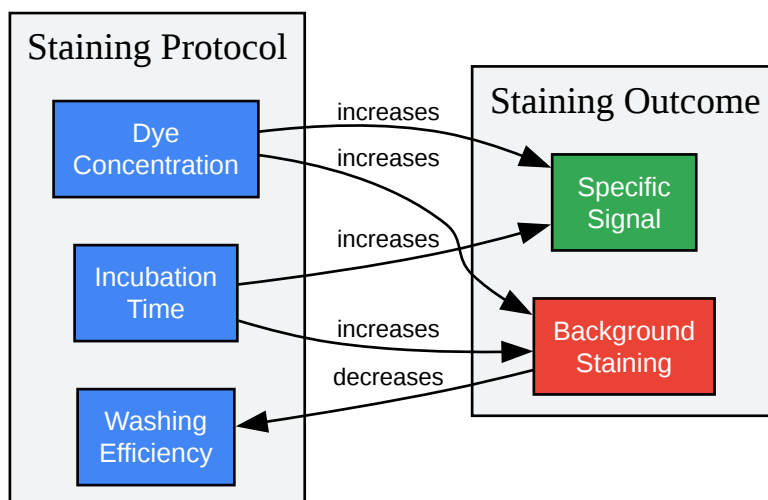 Staining Protocol
Dye
Concentration
Incubation
Time
Washing
Efficiency
increases
increases
increases
increases
decreases
Staining Outcome
Specific
Signal
Background
Staining